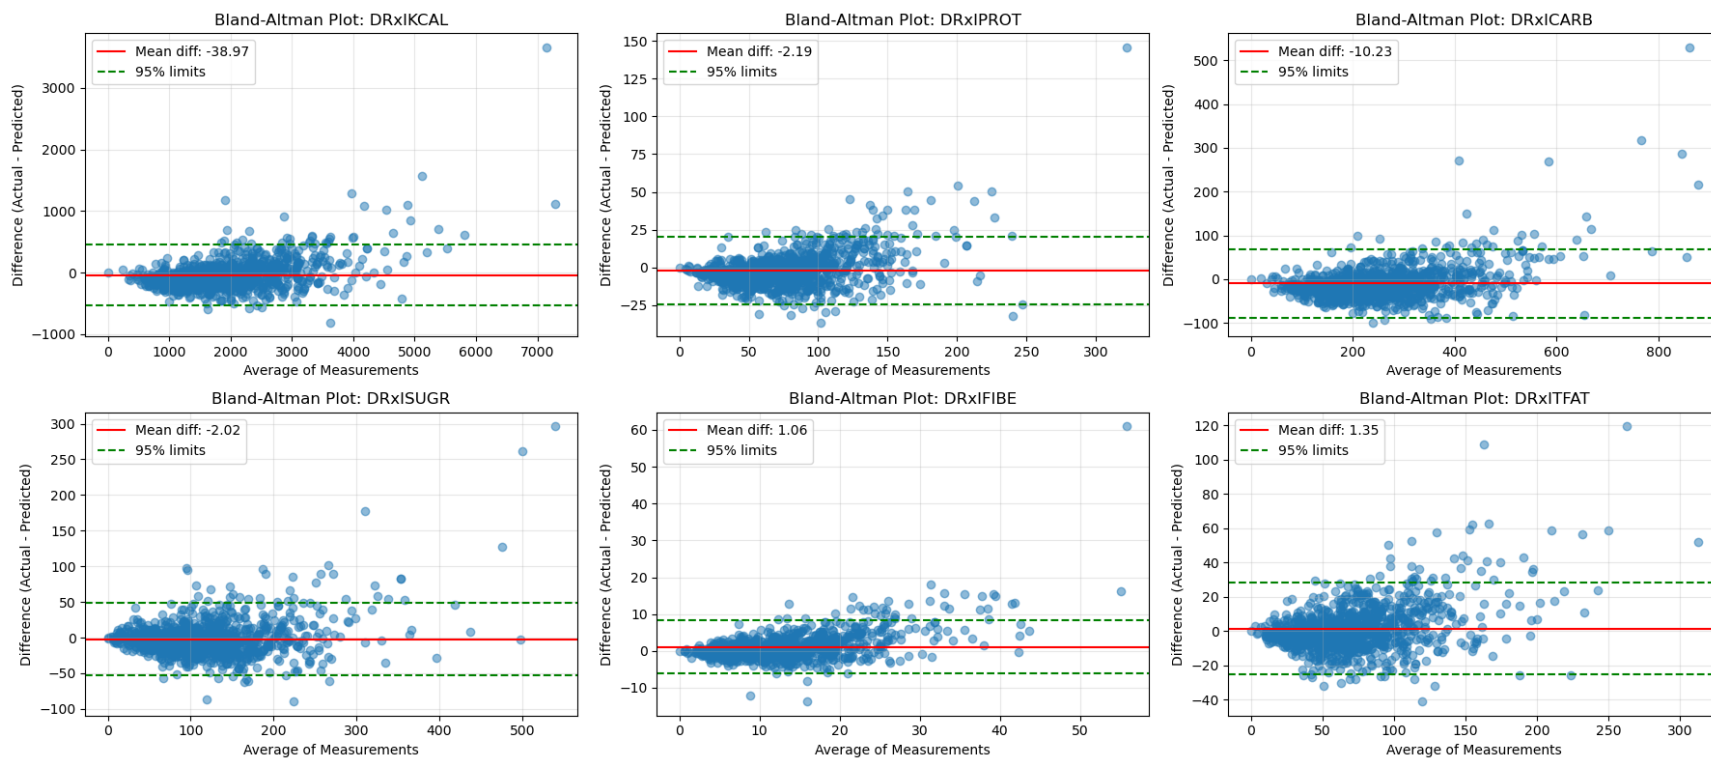 Bland-Altman Plot: DRxIKCAL
Mean diff: -38.97
95% limits
3000
2000
1000
0
−1000
0 1000 2000 3000 4000 5000 6000 7000
Difference (Actual - Predicted)
Average of Measurements
Bland-Altman Plot: DRxIPROT
Mean diff: -2.19
95% limits
150
125
100
75
50
25
0
−25
0 50 100 150 200 250 300
Difference (Actual - Predicted)
Average of Measurements
Bland-Altman Plot: DRxICARB
Mean diff: -10.23
95% limits
500
400
300
200
100
0
−100
0 200 400 600 800
Difference (Actual - Predicted)
Average of Measurements
Bland-Altman Plot: DRxISUGR
Mean diff: -2.02
95% limits
300
250
200
150
100
50
0
−50
−100
0 100 200 300 400 500
Difference (Actual - Predicted)
Average of Measurements
Bland-Altman Plot: DRxIFIBE
Mean diff: 1.06
95% limits
60
50
40
30
20
10
0
−10
0 10 20 30 40 50
Difference (Actual - Predicted)
Average of Measurements
Bland-Altman Plot: DRxITFAT
Mean diff: 1.35
95% limits
120
100
80
60
40
20
0
−20
−40
0 50 100 150 200 250 300
Difference (Actual - Predicted)
Average of Measurements